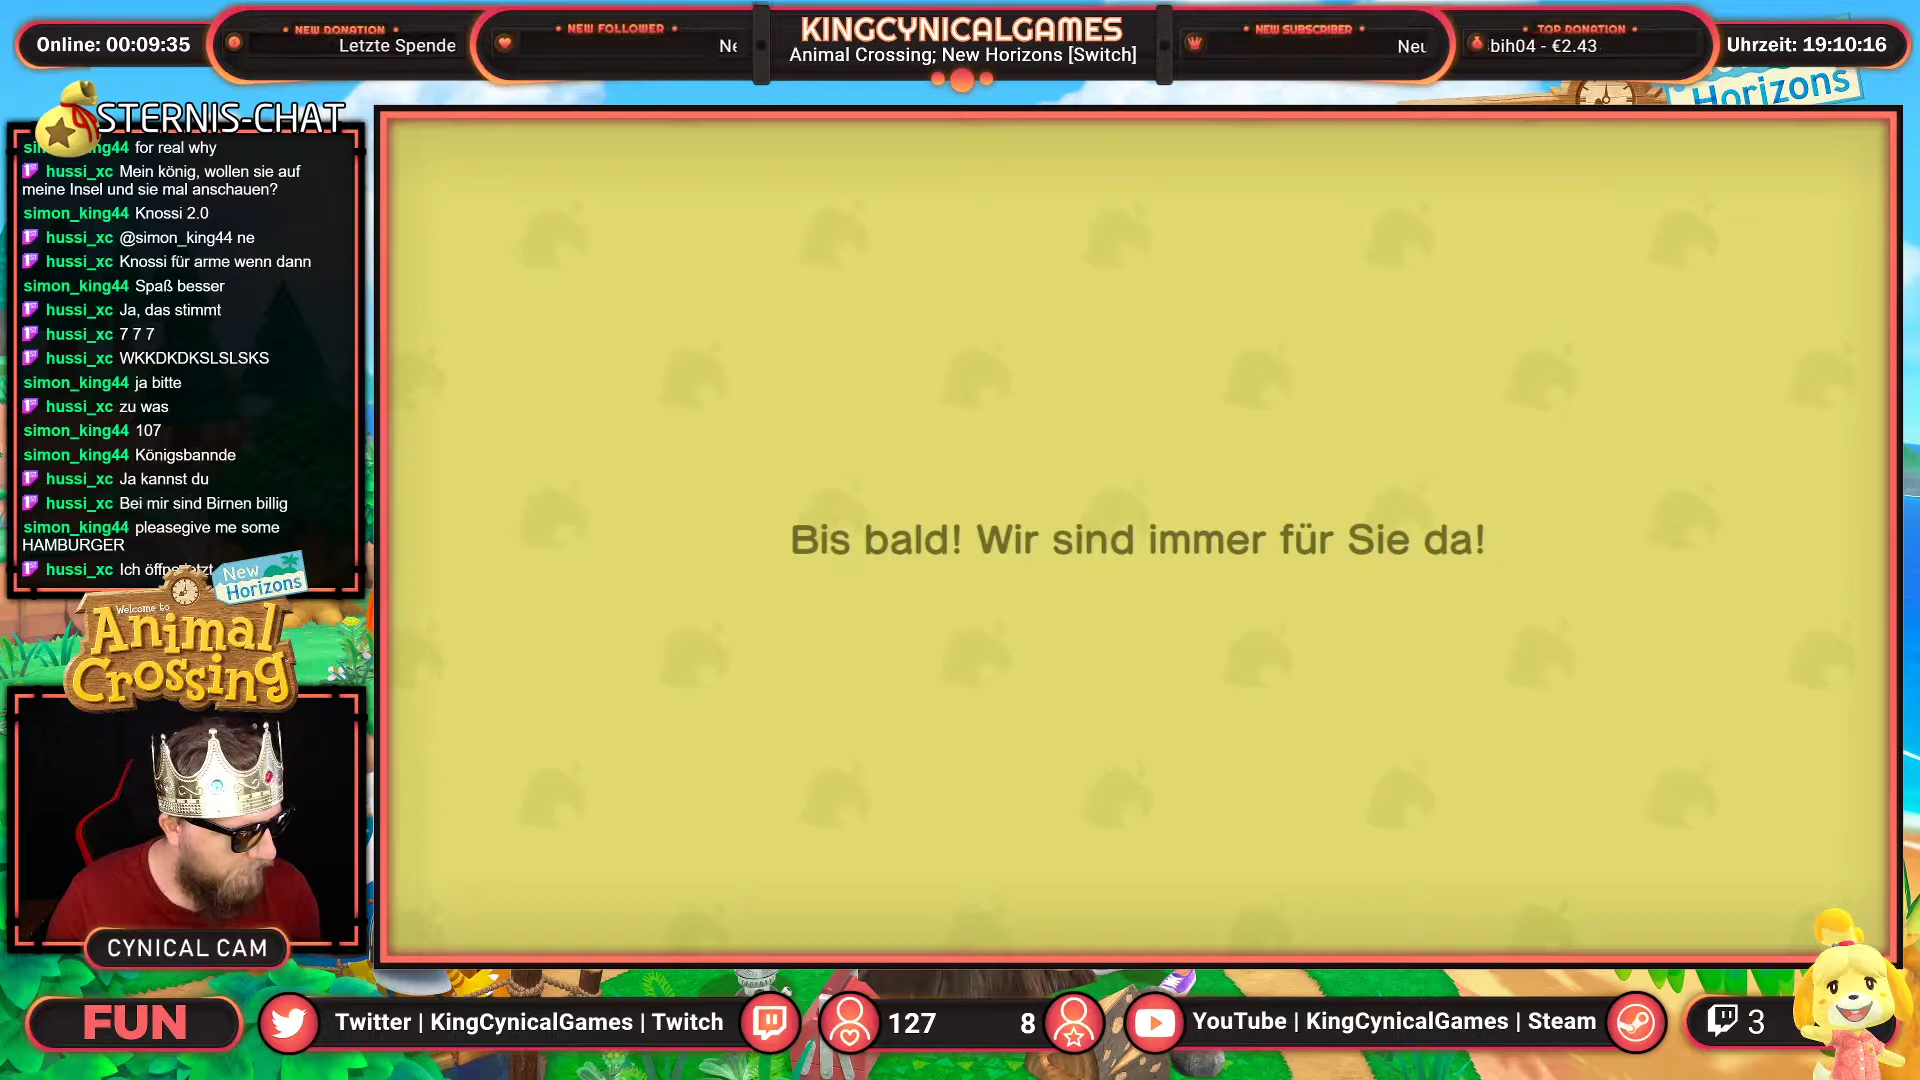 Online: 00:09:35
NEW DONATION
Letzte Spende
NEW FOLLOWER
KINGCYNICALGAMES
Animal Crossing; New Horizons [Switch]
NEW SUBSCRIBER
TOP DONATION
bih04 - €2.43
Uhrzeit: 19:10:16
Horizons
STERNIS-CHAT
for real why
hussi_xc Mein könig, wollen sie auf
meine Insel und sie mal anschauen?
simon_king44 Knossi 2.0
hussi_xc @simon_king44 ne
hussi_xc Knossi für arme wenn dann
simon_king44 Spaß besser
hussi_xc Ja, das stimmt
hussi_xc 7 7 7
hussi_xc WKKDKDKSLSLSKS
simon_king44 ja bitte
hussi_xc zu was
simon_king44 107
simon_king44 Königsbannde
hussi_xc Ja kannst du
hussi_xc Bei mir sind Birnen billig
simon_king44 pleasegive me some
HAMBURGER
hussi_xc Ich
New
Horizons
Welcome to
Animal
Crossing
Bis bald! Wir sind immer für Sie da!
CYNICAL CAM
FUN
Twitter | KingCynicalGames | Twitch
127
8
YouTube | KingCynicalGames | Steam
3